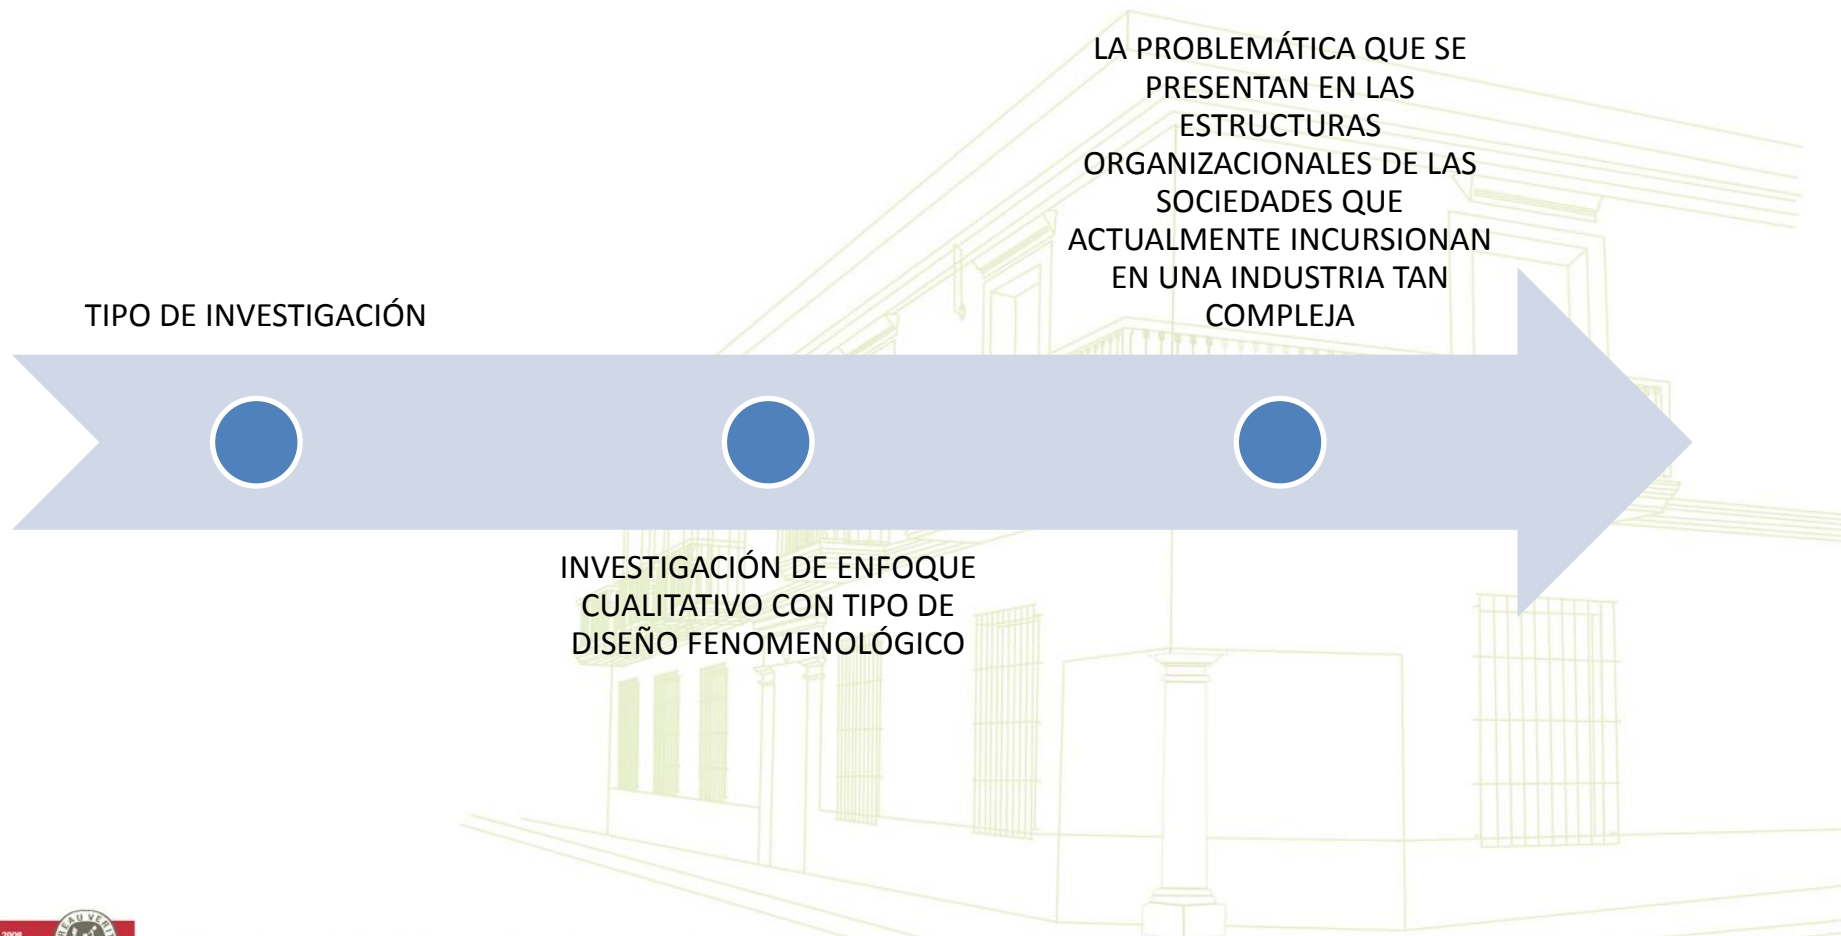 TIPO DE INVESTIGACIÓN
INVESTIGACIÓN DE ENFOQUE
CUALITATIVO CON TIPO DE
DISEÑO FENOMENOLÓGICO
LA PROBLEMÁTICA QUE SE
PRESENTAN EN LAS
ESTRUCTURAS
ORGANIZACIONALES DE LAS
SOCIEDADES QUE
ACTUALMENTE INCURSIONAN
EN UNA INDUSTRIA TAN
COMPLEJA